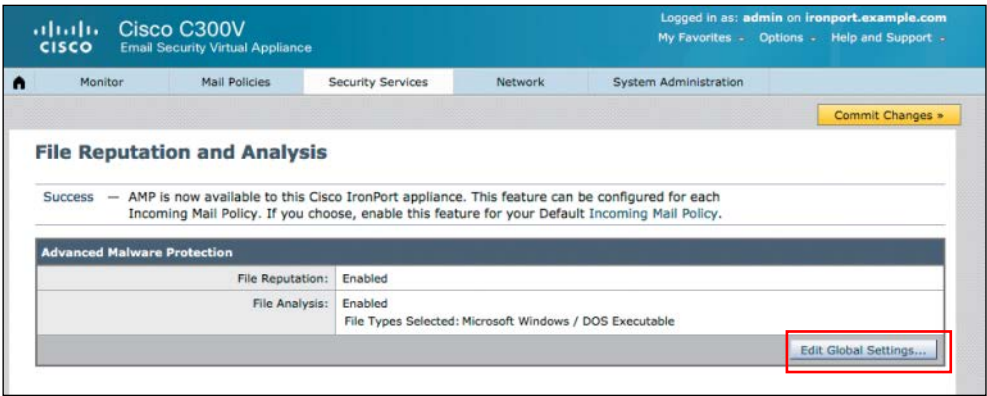 Logged in as: admin on ironport.example.com
CISCO
Cisco C300V
Email Security Virtual Appliance
My Favorites Options Help and Support
Monitor Mail Policies Security Services Network System Administration
Commit Changes »
File Reputation and Analysis
Success — AMP is now available to this Cisco IronPort appliance. This feature can be configured for each
Incoming Mail Policy. If you choose, enable this feature for your Default Incoming Mail Policy.
Advanced Malware Protection
File Reputation: Enabled
File Analysis: Enabled
File Types Selected: Microsoft Windows / DOS Executable
Edit Global Settings...